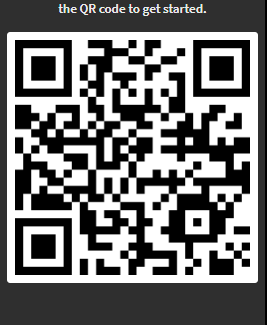 the QR code to get started.